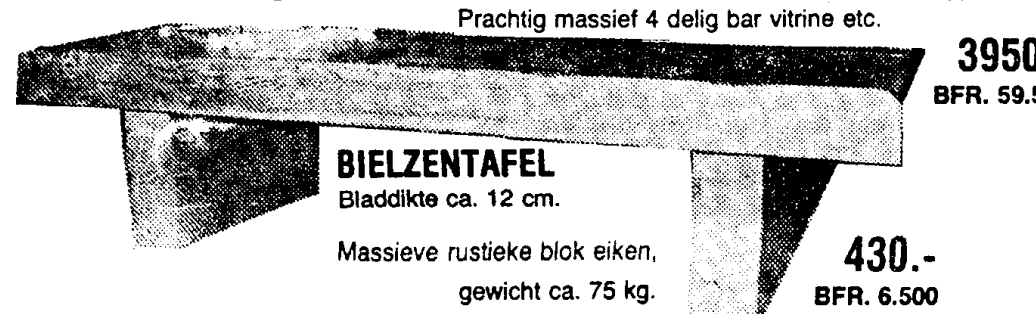 Prachtig massief 4 delig bar vitrine etc.
3950
BFR.
BIELZENTAFEL
Bladdikte ca. 12 cm.
Massieve rustieke blok eiken,
gewicht ca. 75 kg.
430.-
BFR. 6.500